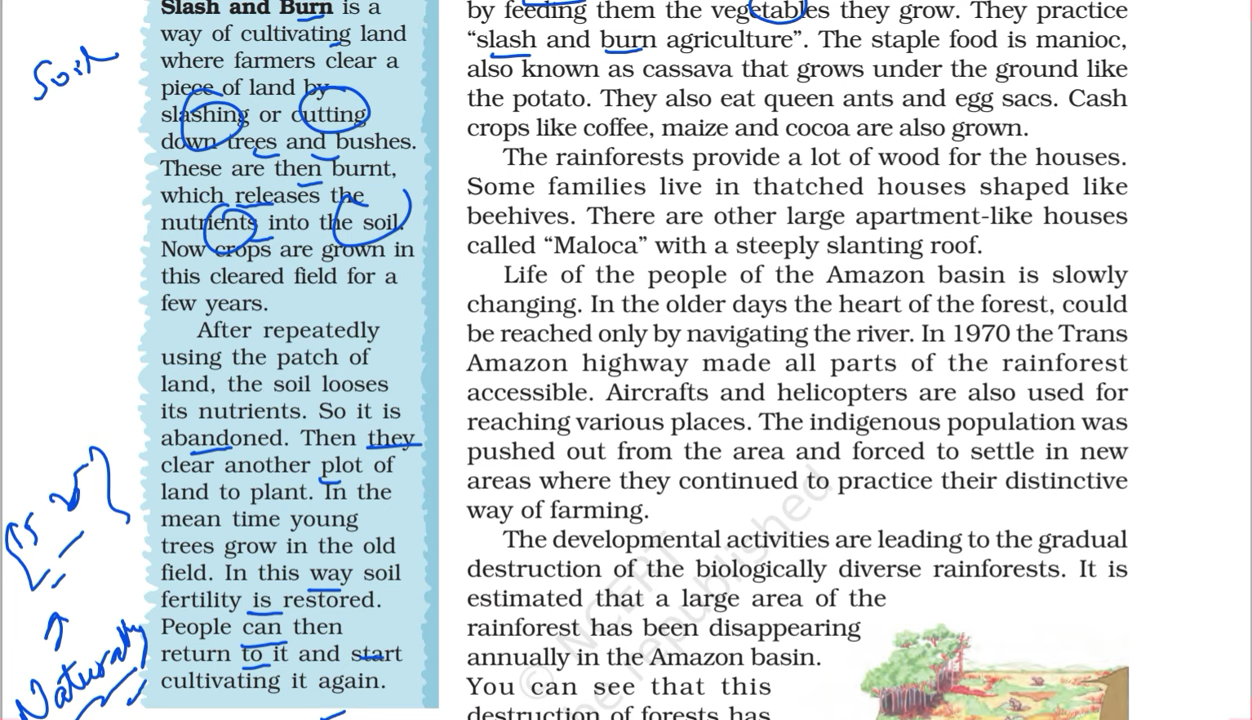 Slash and Burn is a
way of cultivating land
where farmers clear a
piece of land by
slashing or cutting
down trees and bushes.
These are then burnt,
which releases the
nutrients into the soil.
Now crops are grown in
this cleared field for a
few years.
After repeatedly
using the patch of
land, the soil looses
its nutrients. So it is
abandoned. Then they
clear another plot of
land to plant. In the
mean time young
trees grow in the old
field. In this way soil
fertility is restored.
People can then
return to it and start
cultivating it again.
Naturally
by feeding them the vegetables they grow. They practice
“slash and burn agriculture”. The staple food is manioc,
also known as cassava that grows under the ground like
the potato. They also eat queen ants and egg sacs. Cash
crops like coffee, maize and cocoa are also grown.
The rainforests provide a lot of wood for the houses.
Some families live in thatched houses shaped like
beehives. There are other large apartment-like houses
called “Maloca” with a steeply slanting roof.
Life of the people of the Amazon basin is slowly
changing. In the older days the heart of the forest, could
be reached only by navigating the river. In 1970 the Trans
Amazon highway made all parts of the rainforest
accessible. Aircrafts and helicopters are also used for
reaching various places. The indigenous population was
pushed out from the area and forced to settle in new
areas where they continued to practice their distinctive
way of farming.
The developmental activities are leading to the gradual
destruction of the biologically diverse rainforests. It is
estimated that a large area of the
rainforest has been disappearing
annually in the Amazon basin.
You can see that this
destruction of forests has
© NCERT
be republished